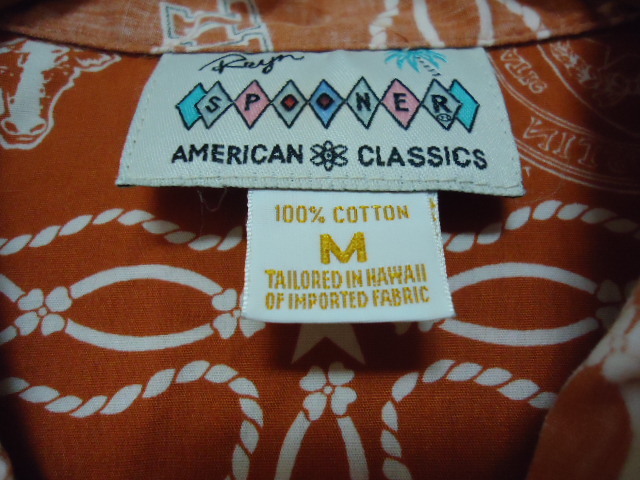 Reyn
SPOONER
AMERICAN CLASSICS
100% COTTON
M
TAILORED IN HAWAII
OF IMPORTED FABRIC